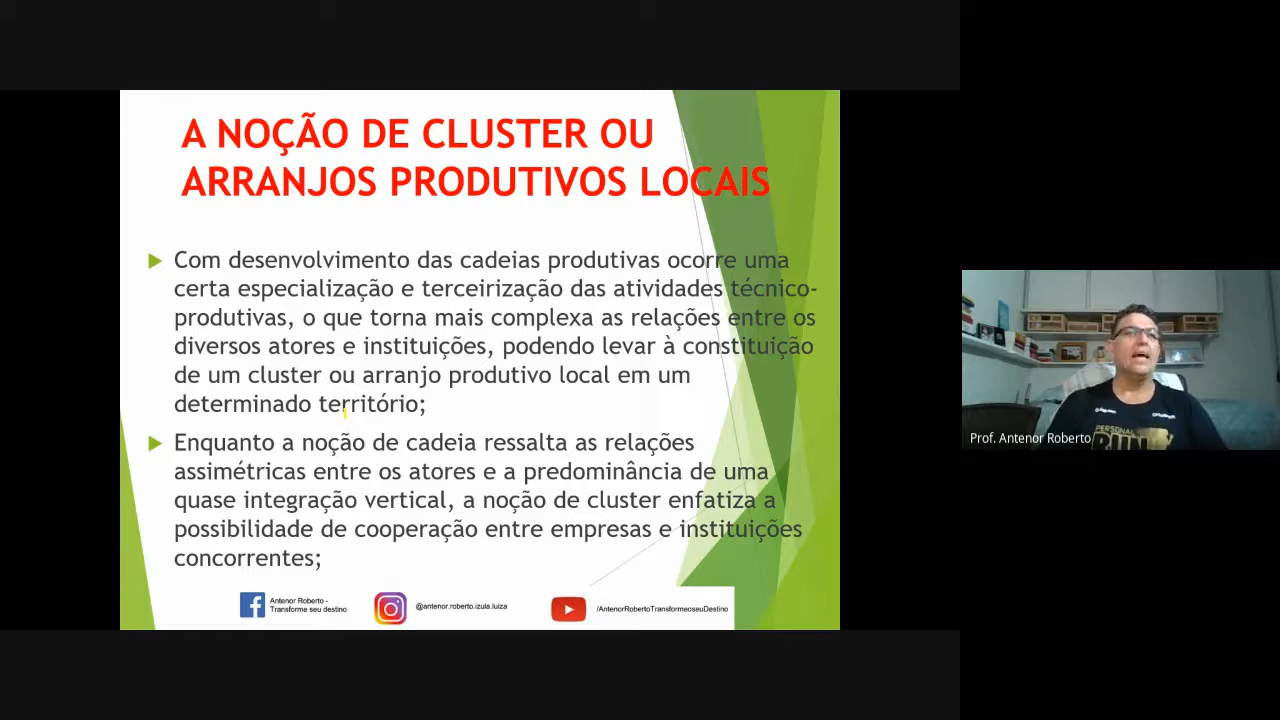 A NOÇÃO DE CLUSTER OU
ARRANJOS PRODUTIVOS LOCAIS
Com desenvolvimento das cadeias produtivas ocorre uma
certa especialização e terceirização das atividades técnico-
produtivas, o que torna mais complexa as relações entre os
diversos atores e instituições, podendo levar à constituição
de um cluster ou arranjo produtivo local em um
determinado território;
Enquanto a noção de cadeia ressalta as relações
assimétricas entre os atores e a predominância de uma
quase integração vertical, a noção de cluster enfatiza a
possibilidade de cooperação entre empresas e instituições
concorrentes;
Antenor Roberto -
Transforme seu destino
@antenor.roberto.izula.luiza
/AntenorRobertoTransformeoseuDestino
Prof. Antenor Roberto
PERSONAL
RUN